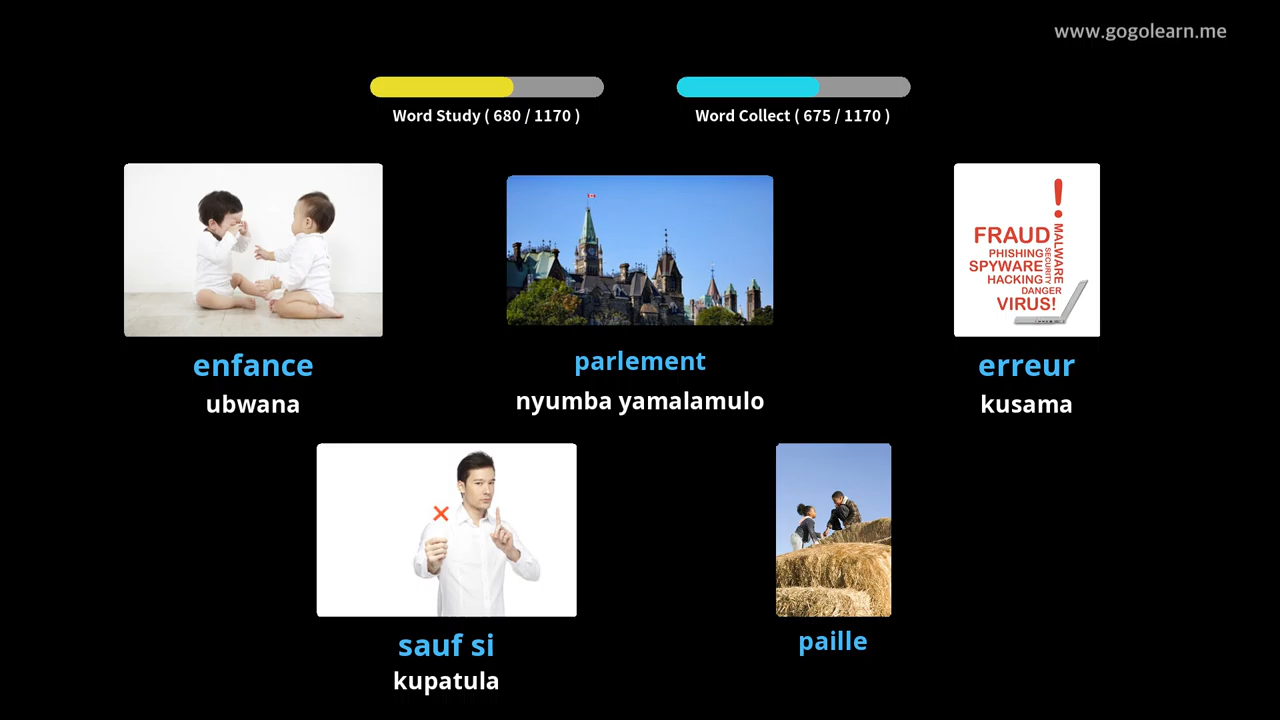 www.gogolearn.me
Word Study ( 680 / 1170 )
Word Collect ( 675 / 1170 )
!
FRAUD
PHISHING
SPYWARE
HACKING
DANGER
VIRUS!
MALWARE
SECURITY
enfance
ubwana
parlement
nyumba yamalamulo
erreur
kusama
sauf si
kupatula
paille